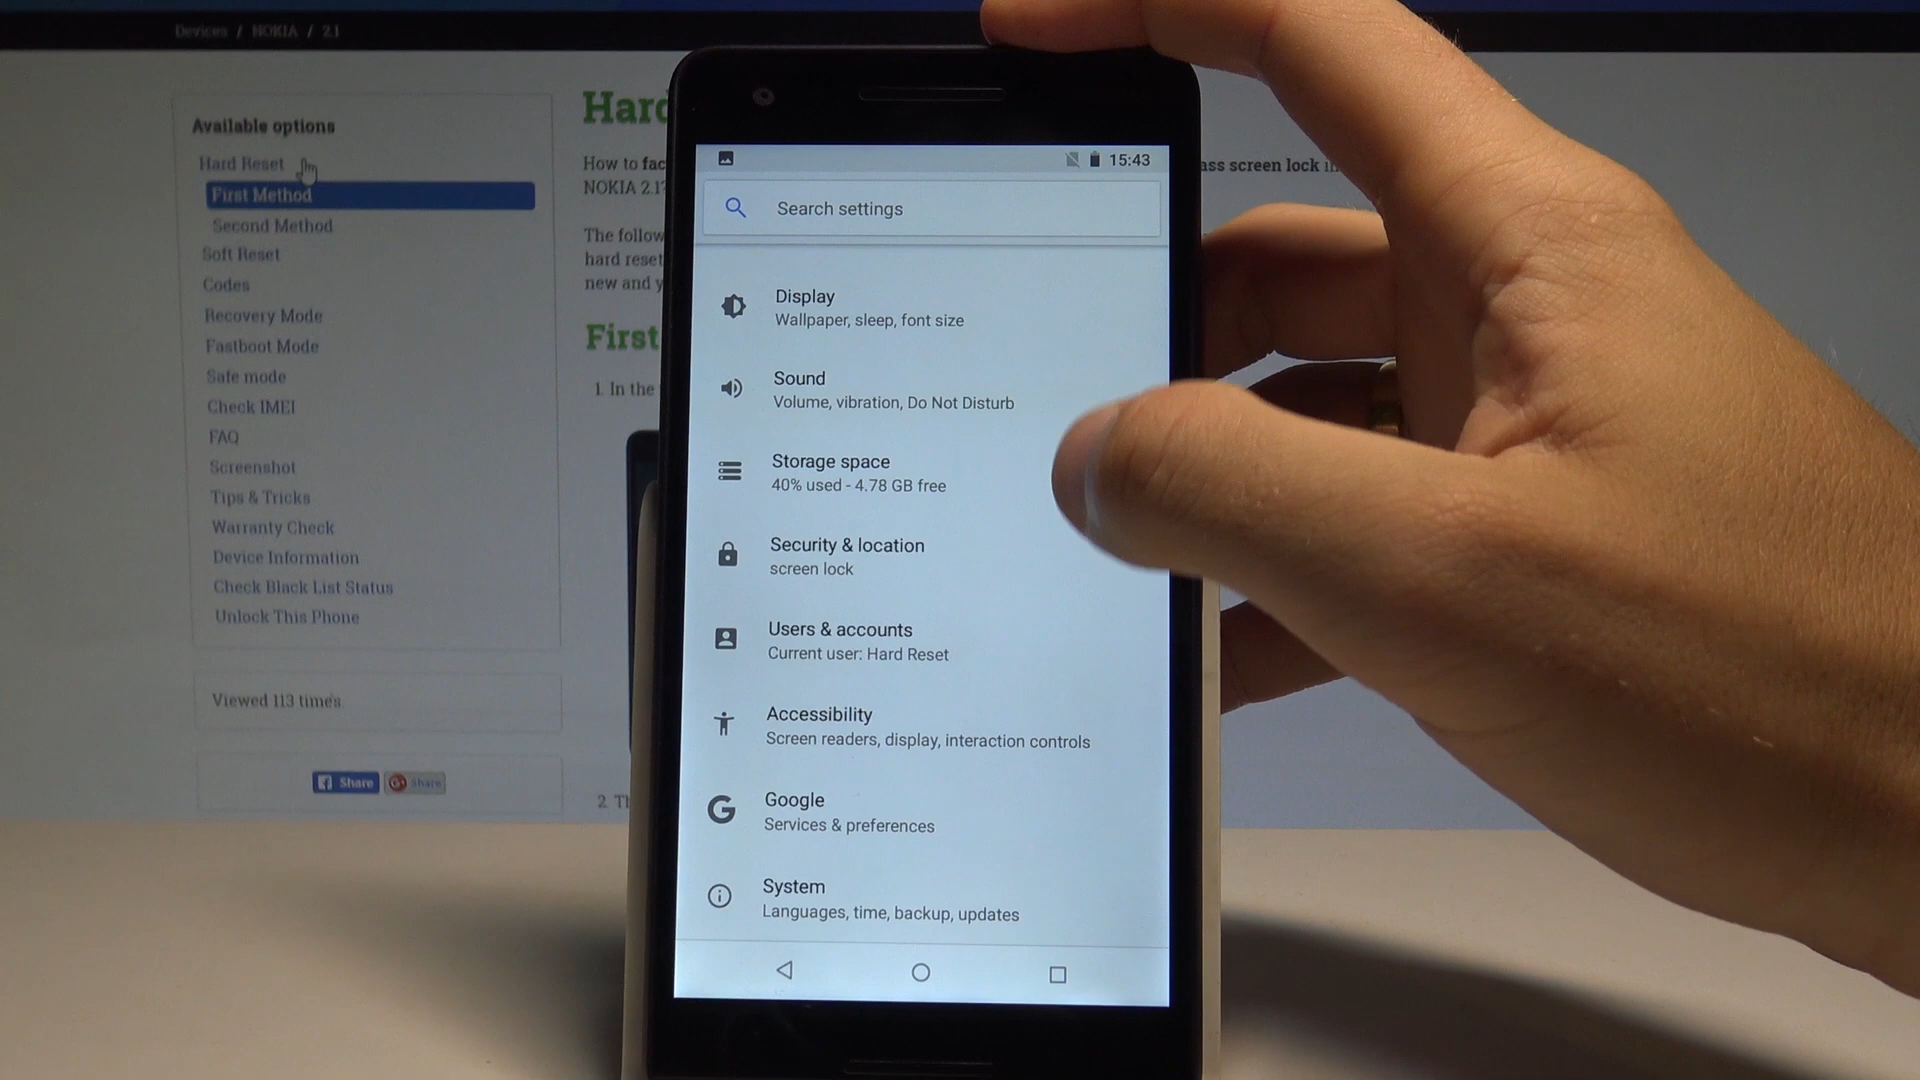 Devices / NOKIA / 2.1
Available options
Hard Reset
First Method
Second Method
Soft Reset
Codes
Recovery Mode
Fastboot Mode
Safe mode
Check IMEI
FAQ
Screenshot
Tips & Tricks
Warranty Check
Device Information
Check Black List Status
Unlock This Phone
Viewed 113 times
Share
Share
Hard
How to fac
NOKIA 2.1?
The follow
hard reset
new and y
First
1. In the
2. Th
ass screen lock
15:43
Search settings
Display
Wallpaper, sleep, font size
Sound
Volume, vibration, Do Not Disturb
Storage space
40% used - 4.78 GB free
Security & location
screen lock
Users & accounts
Current user: Hard Reset
Accessibility
Screen readers, display, interaction controls
Google
Services & preferences
System
Languages, time, backup, updates